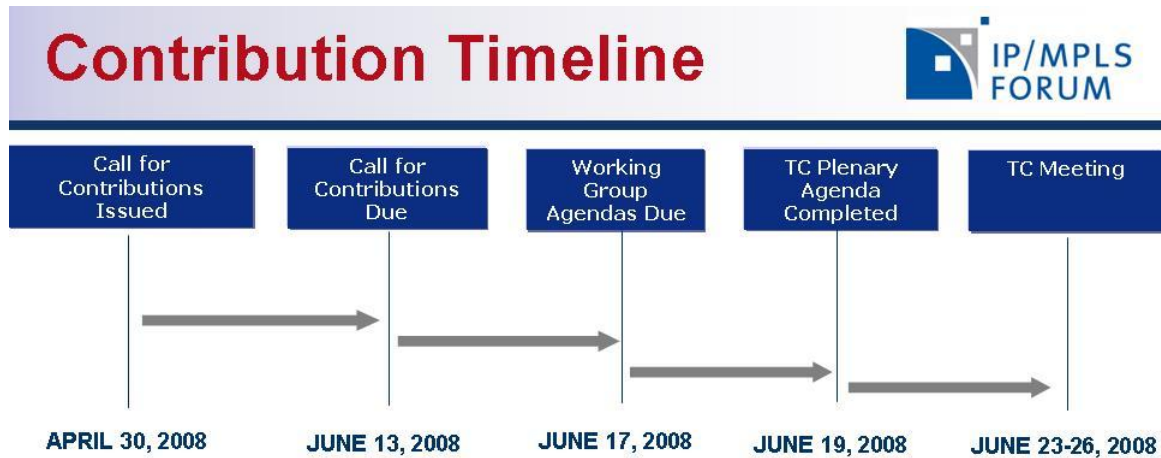 Contribution Timeline
IP/MPLS
FORUM
Call for
Contributions
Issued
Call for
Contributions
Due
Working
Group
Agendas Due
TC Plenary
Agenda
Completed
TC Meeting
APRIL 30, 2008
JUNE 13, 2008
JUNE 17, 2008
JUNE 19, 2008
JUNE 23-26, 2008